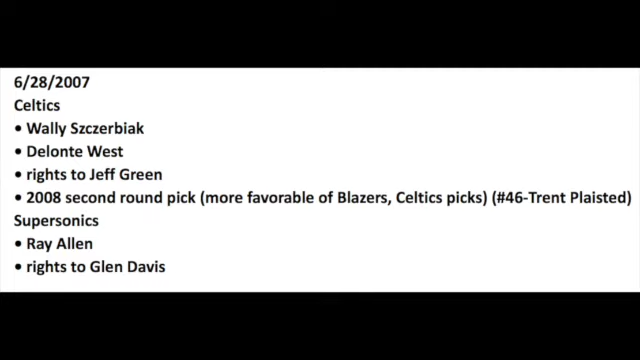 6/28/2007
Celtics
• Wally Szczerbiak
• Delonte West
• rights to Jeff Green
• 2008 second round pick (more favorable of Blazers, Celtics picks) (#46-Trent Plaisted)
Supersonics
• Ray Allen
• rights to Glen Davis